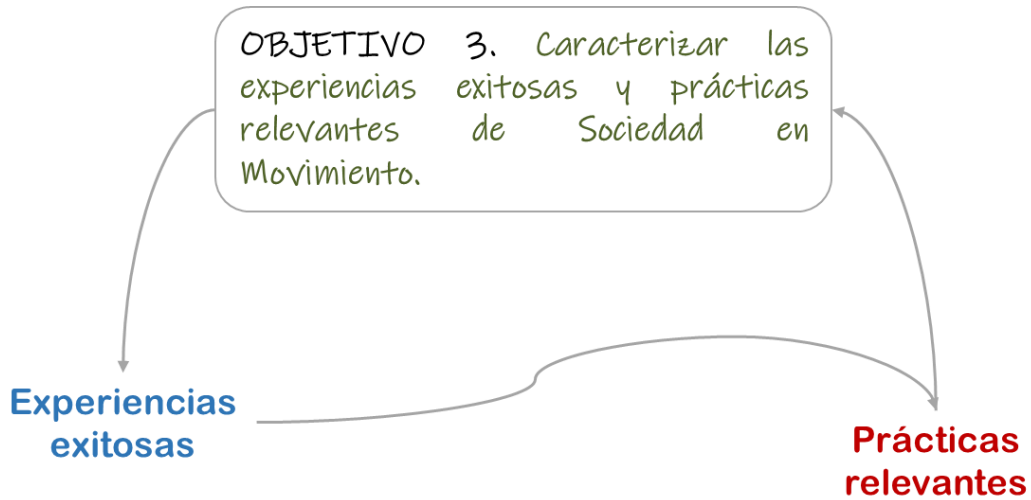 OBJETIVO 3. Caracterizar las
experiencias exitosas y prácticas
relevantes de Sociedad en
Movimiento.
Experiencias
exitosas
Prácticas
relevantes